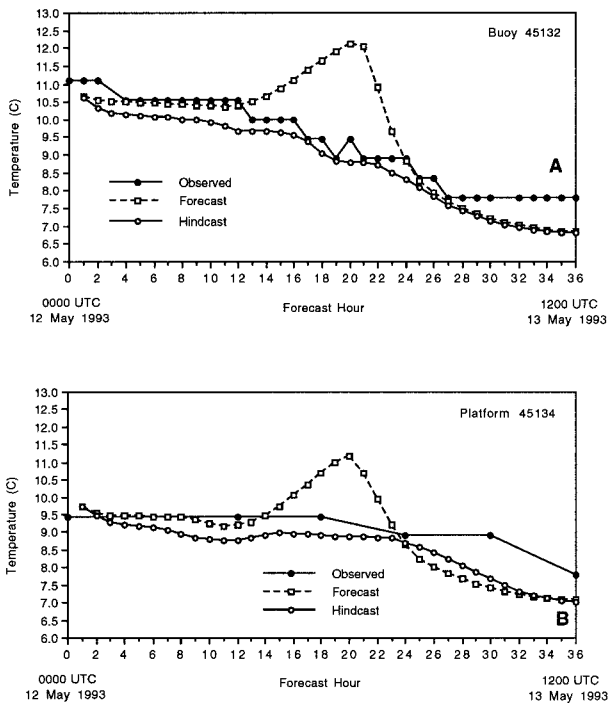 13.0
12.5
12.0
11.5
11.0
10.5
10.0
9.5
9.0
8.5
8.0
7.5
7.0
6.5
6.0
Temperature (C)
Buoy 45132
A
Observed
Forecast
Hindcast
0 2 4 6 8 10 12 14 16 18 20 22 24 26 28 30 32 34 36
0000 UTC
12 May 1993
Forecast Hour
1200 UTC
13 May 1993
13.0
12.5
12.0
11.5
11.0
10.5
10.0
9.5
9.0
8.5
8.0
7.5
7.0
6.5
6.0
Temperature (C)
Platform 45134
Observed
Forecast
Hindcast
B
0 2 4 6 8 10 12 14 16 18 20 22 24 26 28 30 32 34 36
0000 UTC
12 May 1993
Forecast Hour
1200 UTC
13 May 1993